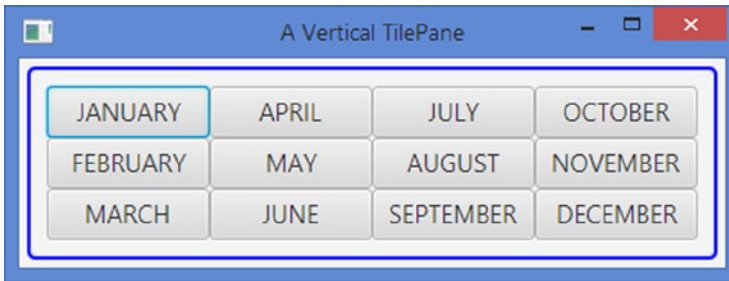 A Vertical TilePane
JANUARY APRIL JULY OCTOBER
FEBRUARY MAY AUGUST NOVEMBER
MARCH JUNE SEPTEMBER DECEMBER